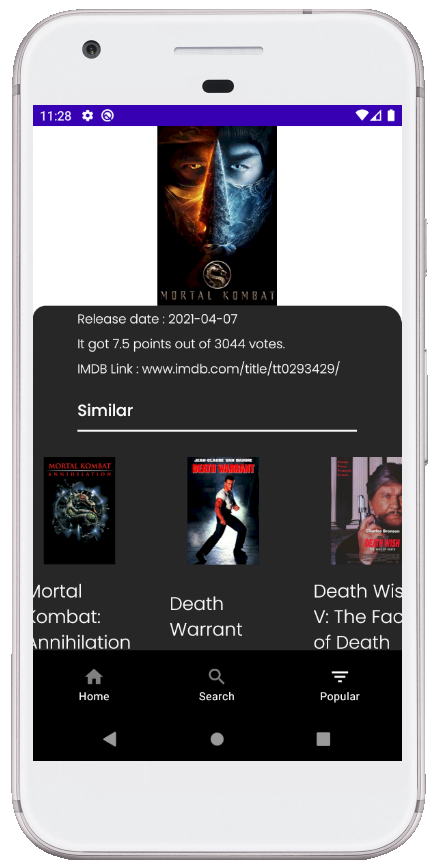 11:28
MORTAL KOMBAT
Release date : 2021-04-07
It got 7.5 points out of 3044 votes.
IMDB Link : www.imdb.com/title/tt0293429/
Similar
MORTAL KOMBAT
ANNIHILATION
JEAN-CLAUDE VAN DAMME
DEATH WARRANT
Charles Bronson
DEATH WISH
Mortal
Kombat:
Annihilation
Death
Warrant
Death Wis
V: The Fac
of Death
Home
Search
Popular